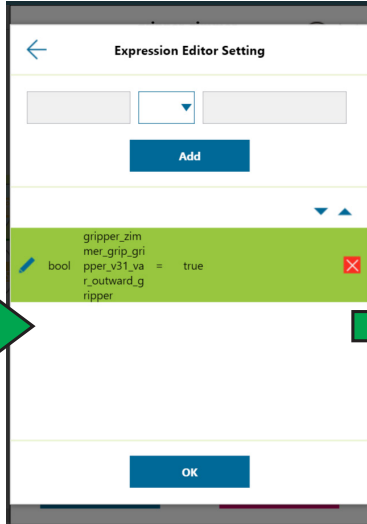 Expression Editor Setting
Add
gripper_zim
mer_grip_gri
bool pper_v31_va = true
r_outward_g
ripper
OK